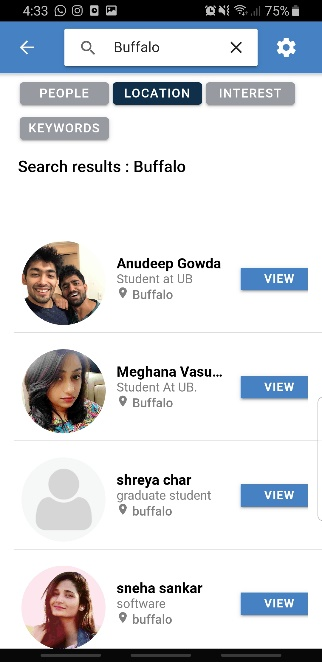 4:33 75%
Buffalo
PEOPLE LOCATION INTEREST
KEYWORDS
Search results : Buffalo
Anudeep Gowda
Student at UB
Buffalo
VIEW
Meghana Vasu...
Student At UB.
Buffalo
VIEW
shreya char
graduate student
buffalo
VIEW
sneha sankar
software
buffalo
VIEW